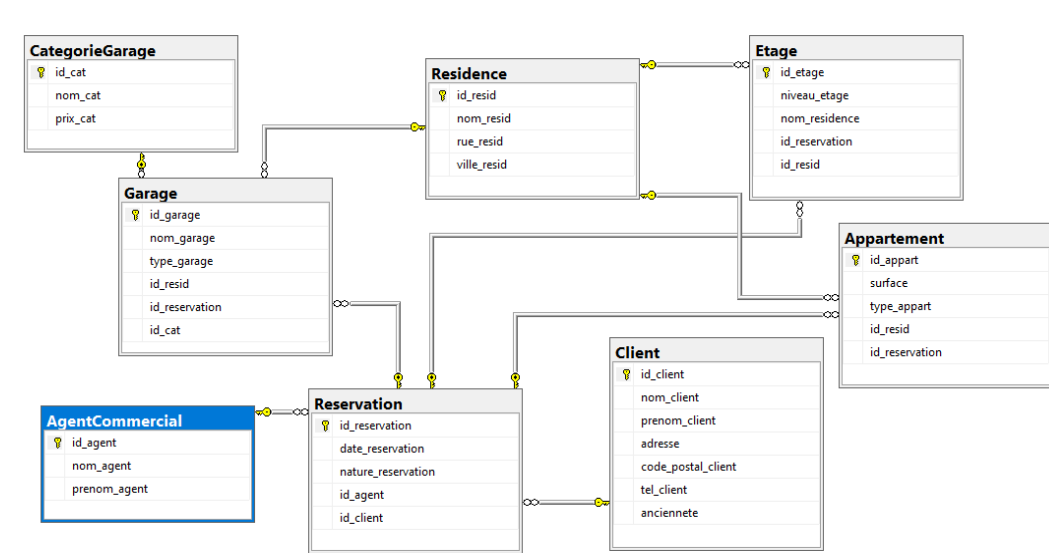 CategorieGarage
id_cat
nom_cat
prix_cat
Residence
id_resid
nom_resid
rue_resid
ville_resid
Etage
id_etage
niveau_etage
nom_residence
id_reservation
id_resid
Garage
id_garage
nom_garage
type_garage
id_resid
id_reservation
id_cat
Appartement
id_appart
surface
type_appart
id_resid
id_reservation
Client
id_client
nom_client
prenom_client
adresse
code_postal_client
tel_client
anciennete
Reservation
id_reservation
date_reservation
nature_reservation
id_agent
id_client
AgentCommercial
id_agent
nom_agent
prenom_agent